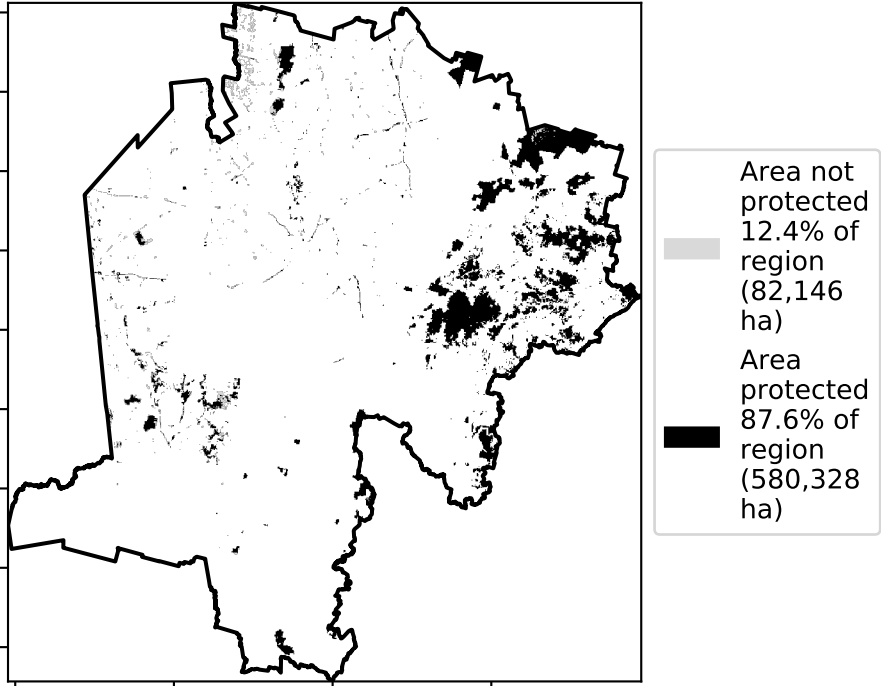 Area not
protected
12.4% of
region
(82,146
ha)
Area
protected
87.6% of
region
(580,328
ha)